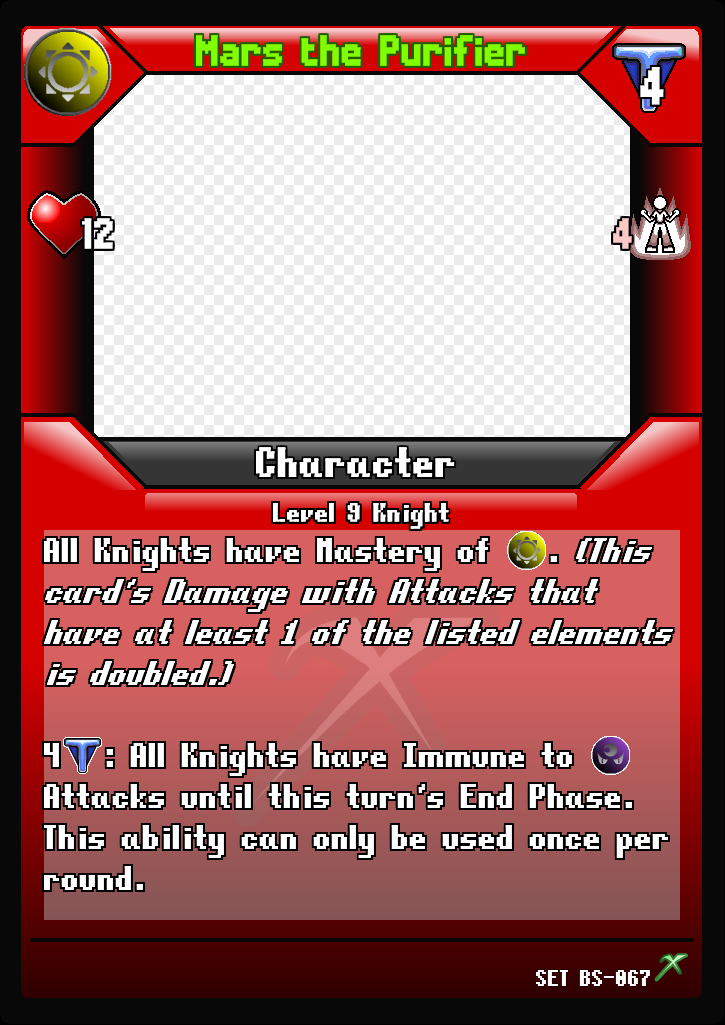 Mars the Purifier
4
12
4
Character
Level 9 Knight
All Knights have Mastery of . (This
card's Damage with Attacks that
have at least 1 of the listed elements
is doubled.)
4T: All Knights have Immune to
Attacks until this turn's End Phase.
This ability can only be used once per
round.
SET BS-067